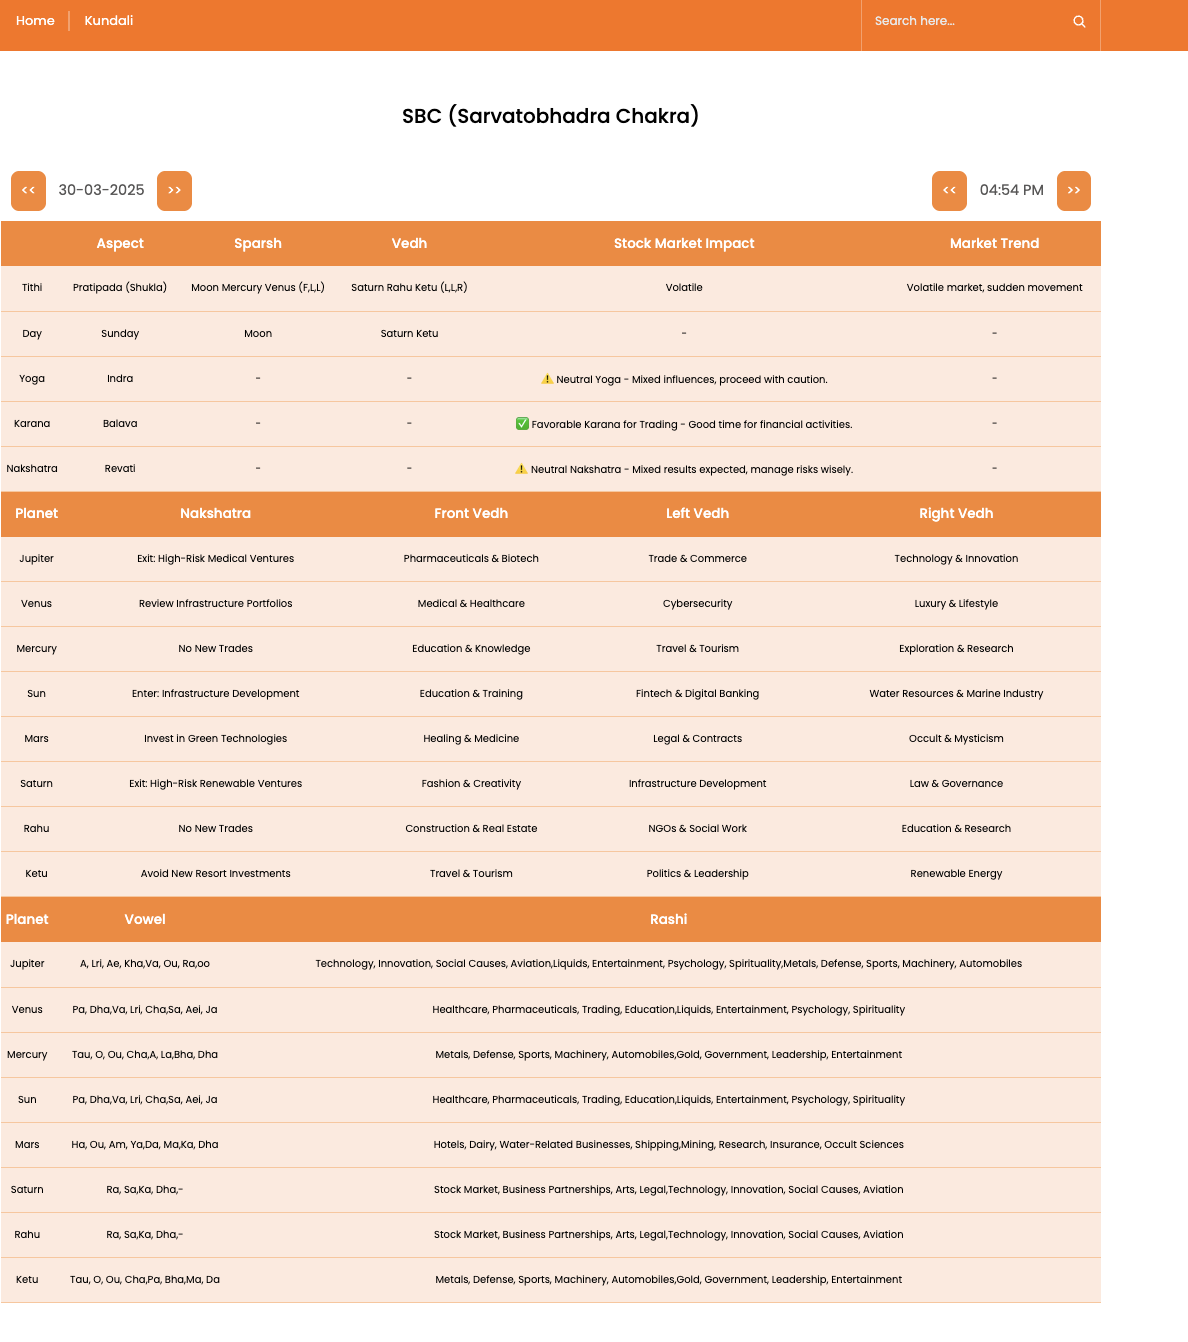 Home Kundali Search here...
SBC (Sarvatobhadra Chakra)
<< 30-03-2025 >> << 04:54 PM >>
Aspect Sparsh Vedh Stock Market Impact Market Trend
Tithi Pratipada (Shukla) Moon Mercury Venus (F,L,L) Saturn Rahu Ketu (L,L,R) Volatile Volatile market, sudden movement
Day Sunday Moon Saturn Ketu - -
Yoga Indra - - ⚠️ Neutral Yoga - Mixed influences, proceed with caution. -
Karana Balava - - ✅ Favorable Karana for Trading - Good time for financial activities. -
Nakshatra Revati - - ⚠️ Neutral Nakshatra - Mixed results expected, manage risks wisely. -
Planet Nakshatra Front Vedh Left Vedh Right Vedh
Jupiter Exit: High-Risk Medical Ventures Pharmaceuticals & Biotech Trade & Commerce Technology & Innovation
Venus Review Infrastructure Portfolios Medical & Healthcare Cybersecurity Luxury & Lifestyle
Mercury No New Trades Education & Knowledge Travel & Tourism Exploration & Research
Sun Enter: Infrastructure Development Education & Training Fintech & Digital Banking Water Resources & Marine Industry
Mars Invest in Green Technologies Healing & Medicine Legal & Contracts Occult & Mysticism
Saturn Exit: High-Risk Renewable Ventures Fashion & Creativity Infrastructure Development Law & Governance
Rahu No New Trades Construction & Real Estate NGOs & Social Work Education & Research
Ketu Avoid New Resort Investments Travel & Tourism Politics & Leadership Renewable Energy
Planet Vowel Rashi
Jupiter A, Lri, Ae, Kha,Va, Ou, Ra,oo Technology, Innovation, Social Causes, Aviation,Liquids, Entertainment, Psychology, Spirituality,Metals, Defense, Sports, Machinery, Automobiles
Venus Pa, Dha,Va, Lri, Cha,Sa, Aei, Ja Healthcare, Pharmaceuticals, Trading, Education,Liquids, Entertainment, Psychology, Spirituality
Mercury Tau, O, Ou, Cha,A, La,Bha, Dha Metals, Defense, Sports, Machinery, Automobiles,Gold, Government, Leadership, Entertainment
Sun Pa, Dha,Va, Lri, Cha,Sa, Aei, Ja Healthcare, Pharmaceuticals, Trading, Education,Liquids, Entertainment, Psychology, Spirituality
Mars Ha, Ou, Am, Ya,Da, Ma,Ka, Dha Hotels, Dairy, Water-Related Businesses, Shipping,Mining, Research, Insurance, Occult Sciences
Saturn Ra, Sa,Ka, Dha,- Stock Market, Business Partnerships, Arts, Legal,Technology, Innovation, Social Causes, Aviation
Rahu Ra, Sa,Ka, Dha,- Stock Market, Business Partnerships, Arts, Legal,Technology, Innovation, Social Causes, Aviation
Ketu Tau, O, Ou, Cha,Pa, Bha,Ma, Da Metals, Defense, Sports, Machinery, Automobiles,Gold, Government, Leadership, Entertainment